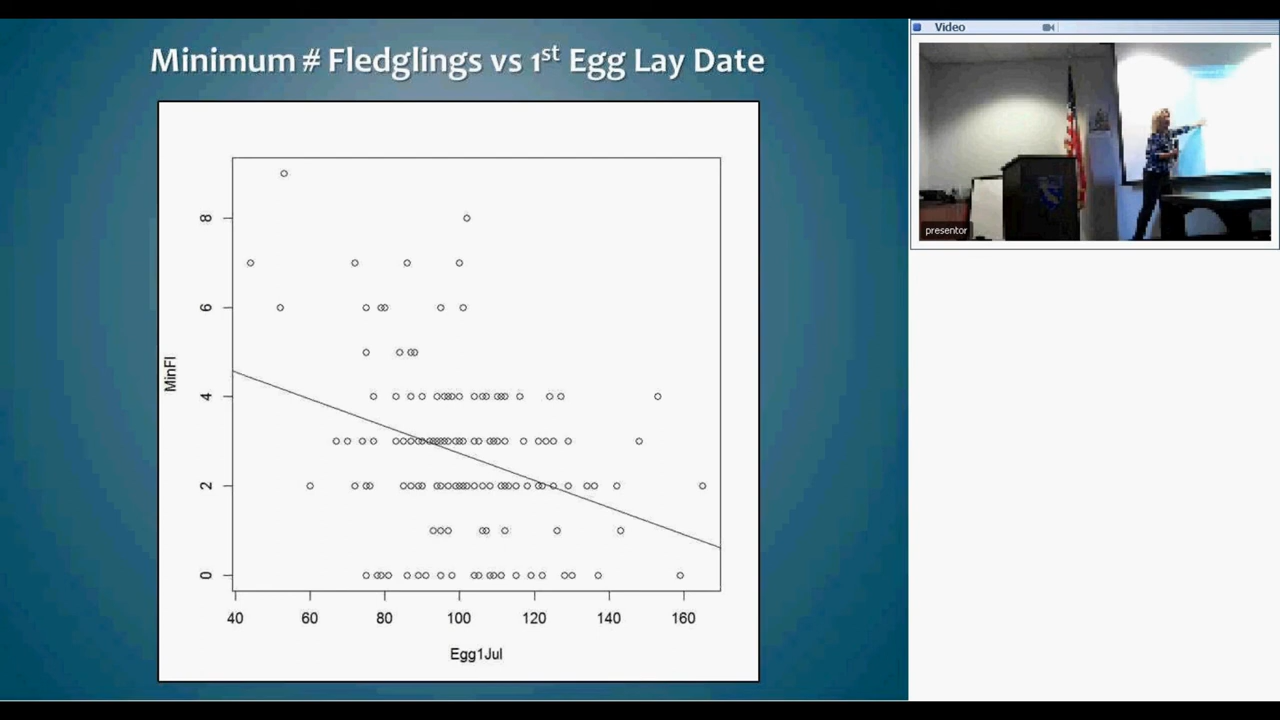 Minimum # Fledglings vs 1st Egg Lay Date
Video
presentor
8
6
4
2
0
MinFl
40 60 80 100 120 140 160
Egg1Jul